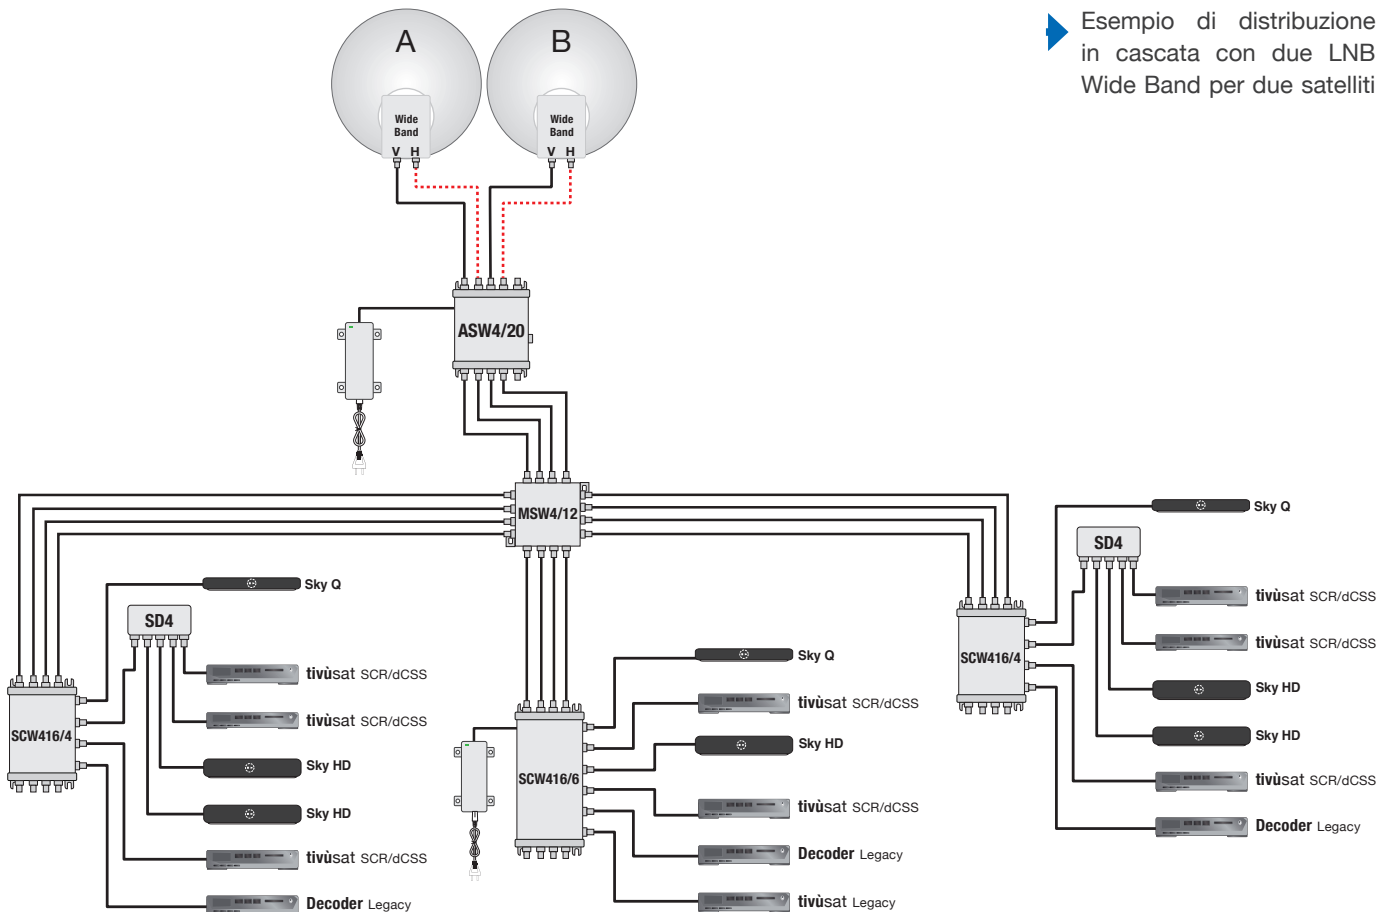 A
B
Esempio di distribuzione
in cascata con due LNB
Wide Band per due satelliti
Wide
Band
V H
Wide
Band
V H
ASW4/20
MSW4/12
Sky Q
SD4
tivùsat SCR/dCSS
tivùsat SCR/dCSS
Sky HD
Sky HD
tivùsat SCR/dCSS
Decoder Legacy
SCW416/4
Sky Q
tivùsat SCR/dCSS
Sky HD
tivùsat SCR/dCSS
Decoder Legacy
tivùsat Legacy
SCW416/6
Sky Q
SD4
tivùsat SCR/dCSS
tivùsat SCR/dCSS
Sky HD
Sky HD
tivùsat SCR/dCSS
Decoder Legacy
SCW416/4